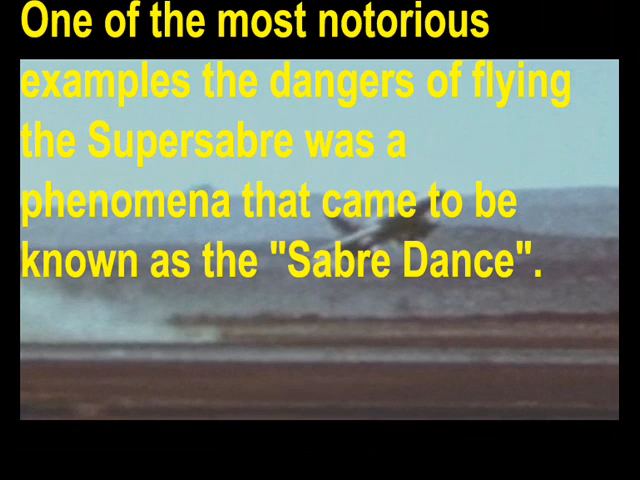 One of the most notorious
examples the dangers of flying
the Supersabre was a
phenomena that came to be
known as the "Sabre Dance".